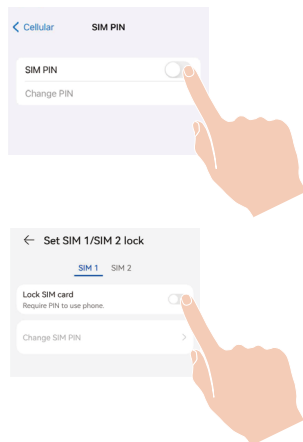 Cellular SIM PIN
SIM PIN
Change PIN
Set SIM 1/SIM 2 lock
SIM 1 SIM 2
Lock SIM card
Require PIN to use phone.
Change SIM PIN